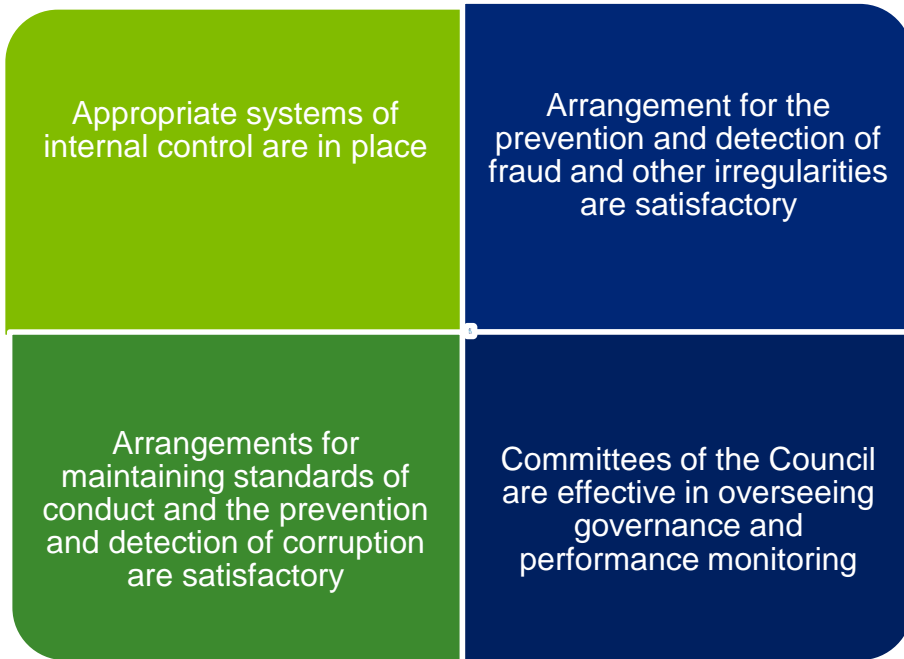 Appropriate systems of
internal control are in place
Arrangement for the
prevention and detection of
fraud and other irregularities
are satisfactory
Arrangements for
maintaining standards of
conduct and the prevention
and detection of corruption
are satisfactory
Committees of the Council
are effective in overseeing
governance and
performance monitoring